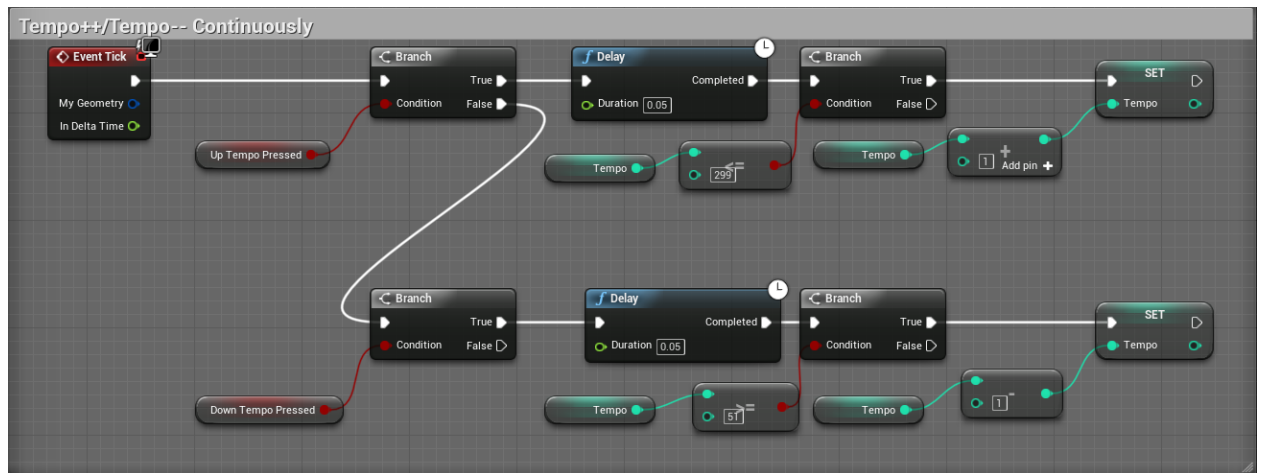 Tempo++/Tempo-- Continuously
Event Tick
My Geometry
In Delta Time
Branch
True
Condition
False
Delay
Completed
Duration 0.05
Branch
True
Condition
False
SET
Tempo
Up Tempo Pressed
Tempo
<=
299
Tempo
+
1
Add pin +
Branch
True
Condition
False
Delay
Completed
Duration 0.05
Branch
True
Condition
False
SET
Tempo
Down Tempo Pressed
Tempo
>=
51
Tempo
-
1